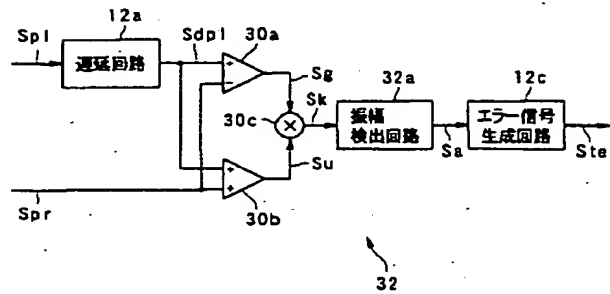 12a
Spl
遅延回路
Sdpl
30a
+
−
Sg
30c
×
Sk
32a
振幅
検出回路
Sa
12c
エラー信号
生成回路
Ste
Su
+
+
30b
Spr
32